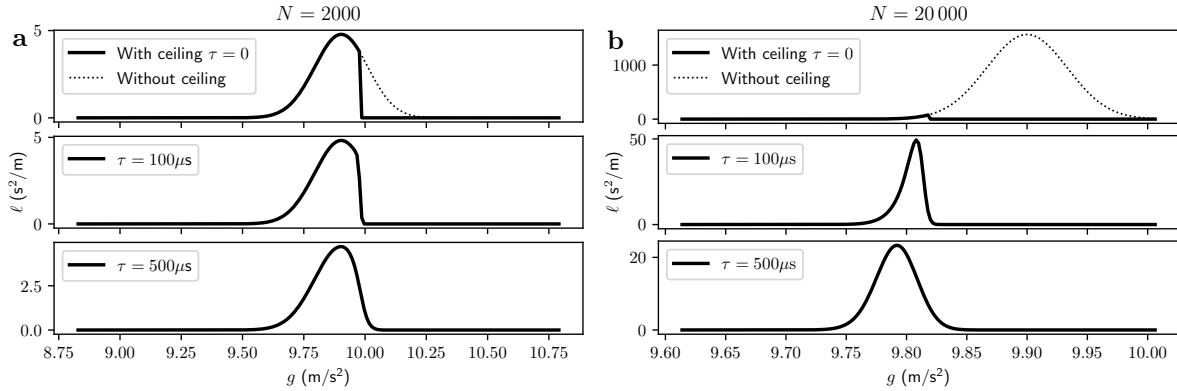 N = 2000
a
5
0
With ceiling τ = 0
Without ceiling
5
0
ℓ (s²/m)
τ = 100μs
2.5
0.0
τ = 500μs
8.75 9.00 9.25 9.50 9.75 10.00 10.25 10.50 10.75
g (m/s²)
N = 20 000
b
1000
0
With ceiling τ = 0
Without ceiling
50
0
ℓ (s²/m)
τ = 100μs
20
0
τ = 500μs
9.60 9.65 9.70 9.75 9.80 9.85 9.90 9.95 10.00
g (m/s²)